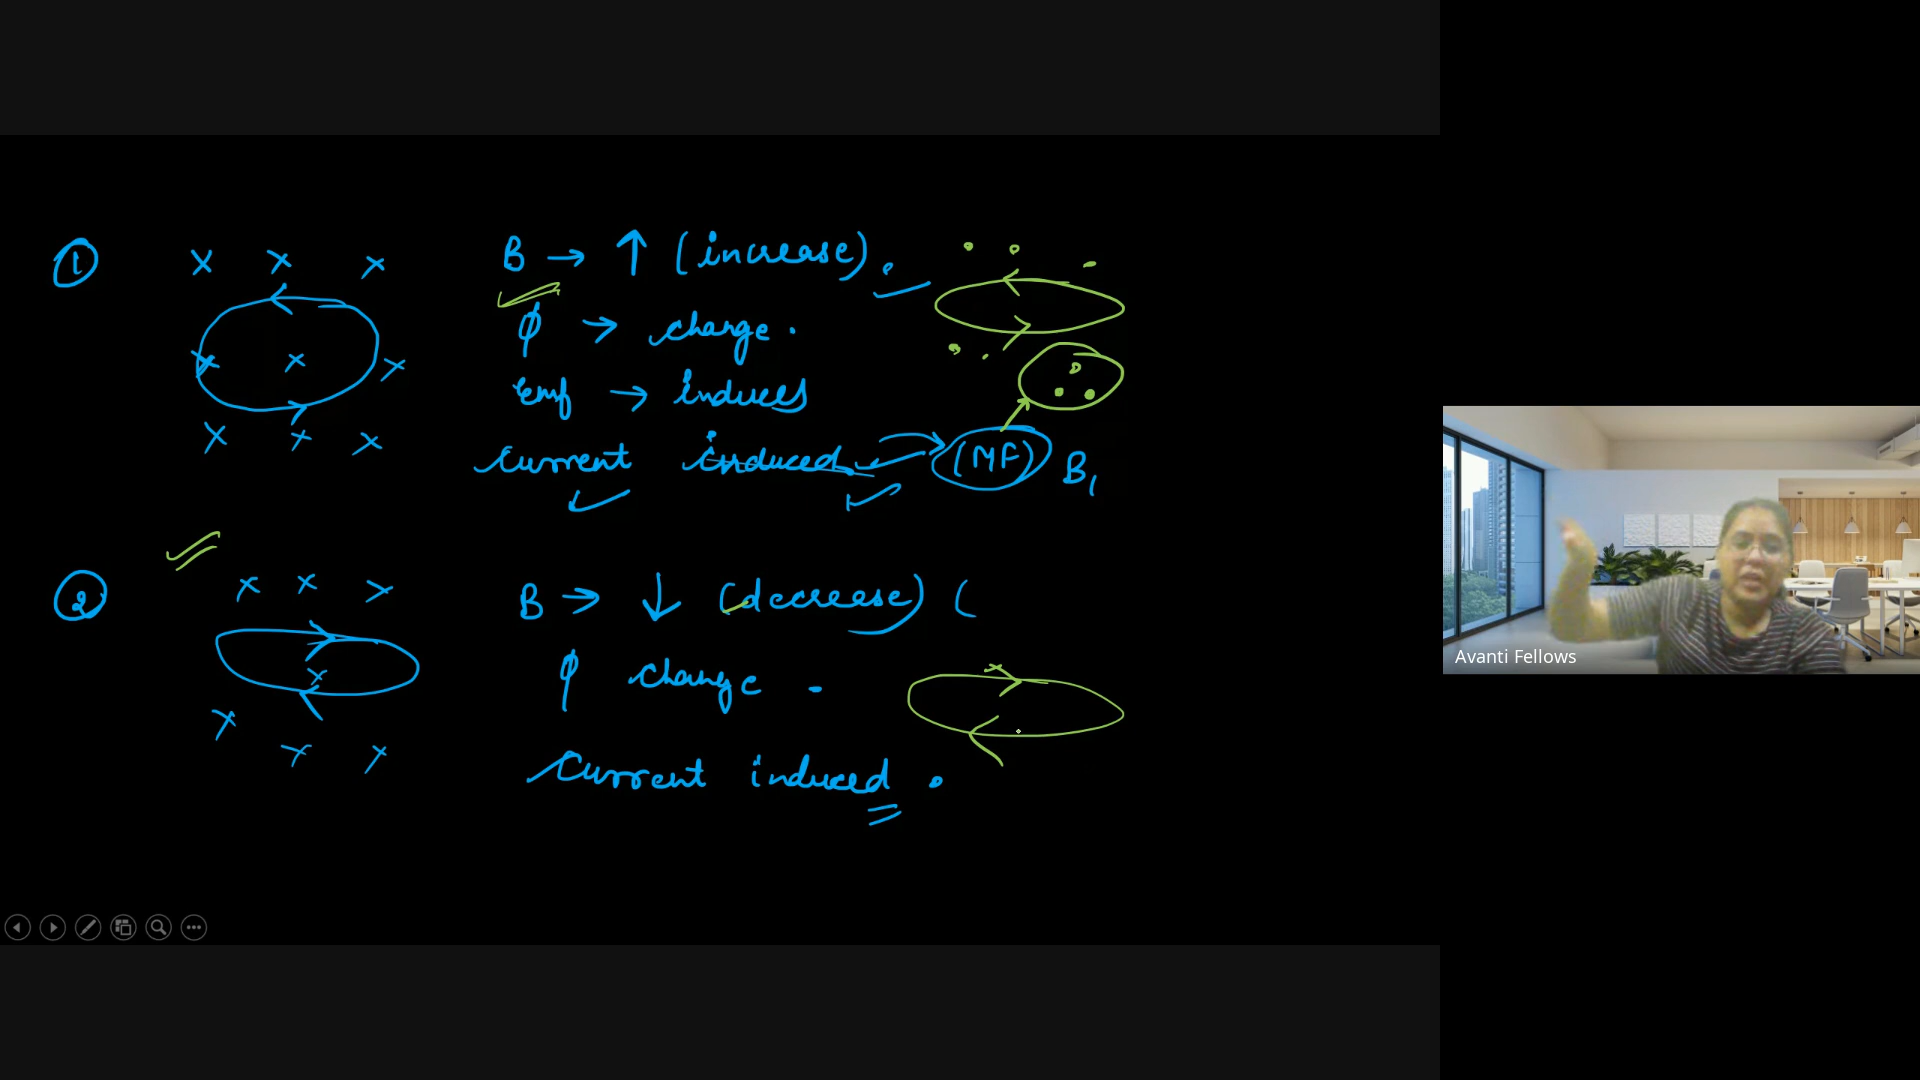 ① x x x B → ↑ (increase).
x x x ϕ → change.
emf → induces
x x x Current induced → (MF) B₁
② x x x B → ↓ (decrease) (
x ϕ change -
x x x Current induced.
Avanti Fellows